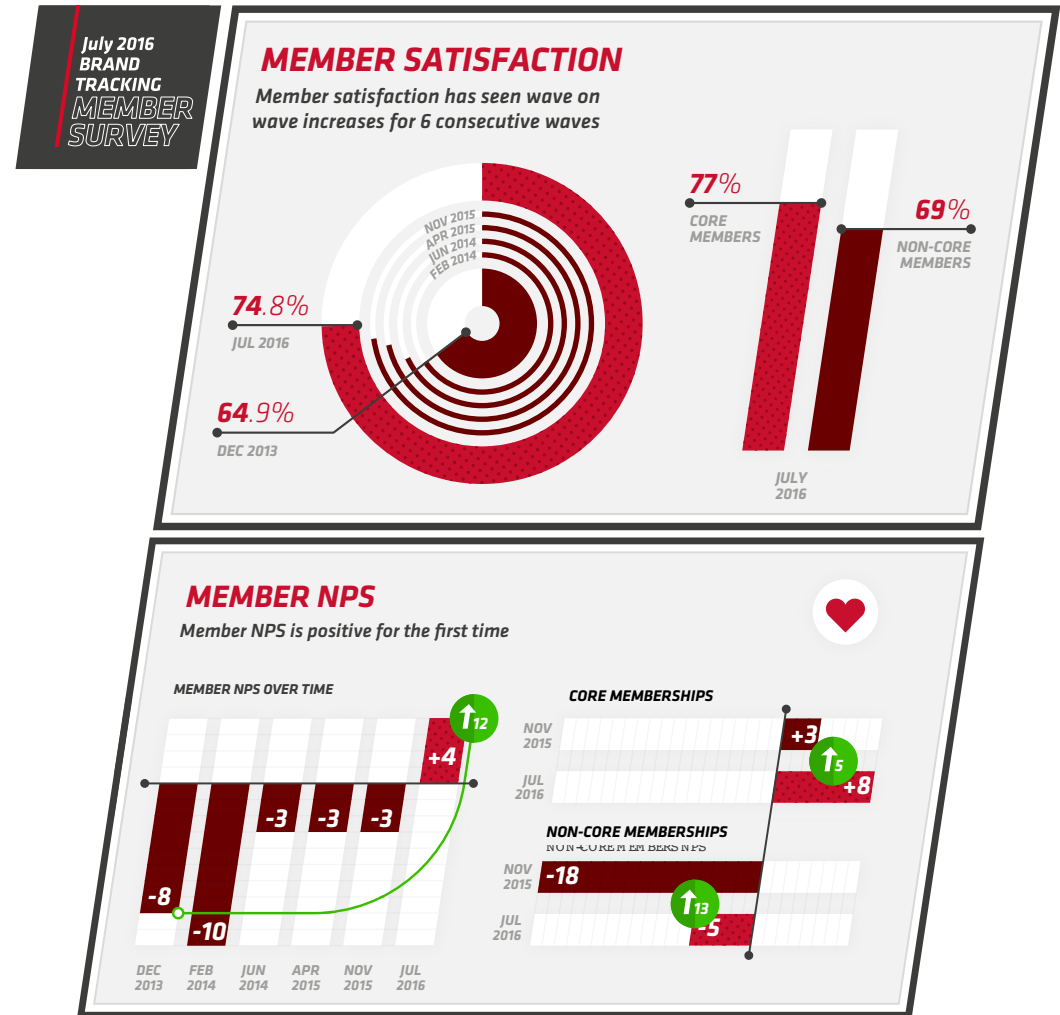 July 2016
BRAND
TRACKING
MEMBER
SURVEY
MEMBER SATISFACTION
Member satisfaction has seen wave on
wave increases for 6 consecutive waves
NOV 2015
APR 2015
JUN 2014
FEB 2014
74.8%
JUL 2016
64.9%
DEC 2013
77%
CORE
MEMBERS
69%
NON-CORE
MEMBERS
JULY
2016
MEMBER NPS
Member NPS is positive for the first time
MEMBER NPS OVER TIME
12
+4
-3
-3
-3
-8
-10
DEC
2013
FEB
2014
JUN
2014
APR
2015
NOV
2015
JUL
2016
CORE MEMBERSHIPS
NOV
2015
+3
5
JUL
2016
+8
NON-CORE MEMBERSHIPS
NON-CORE MEMBERS NPS
NOV
2015
-18
13
JUL
2016
-5